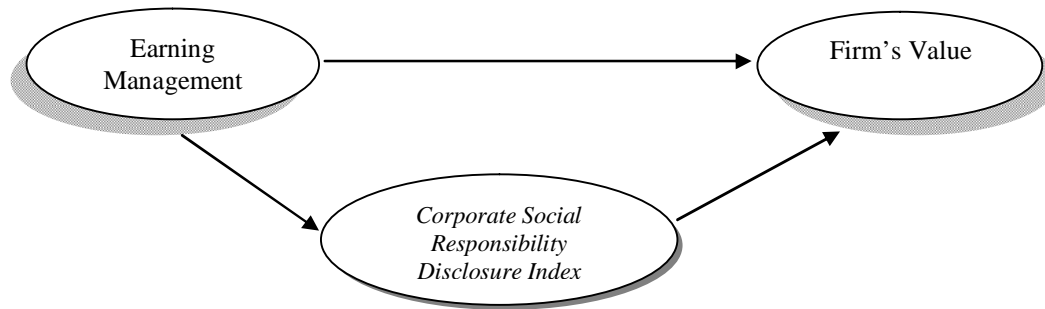 Earning
Management
Firm’s Value
Corporate Social
Responsibility
Disclosure Index